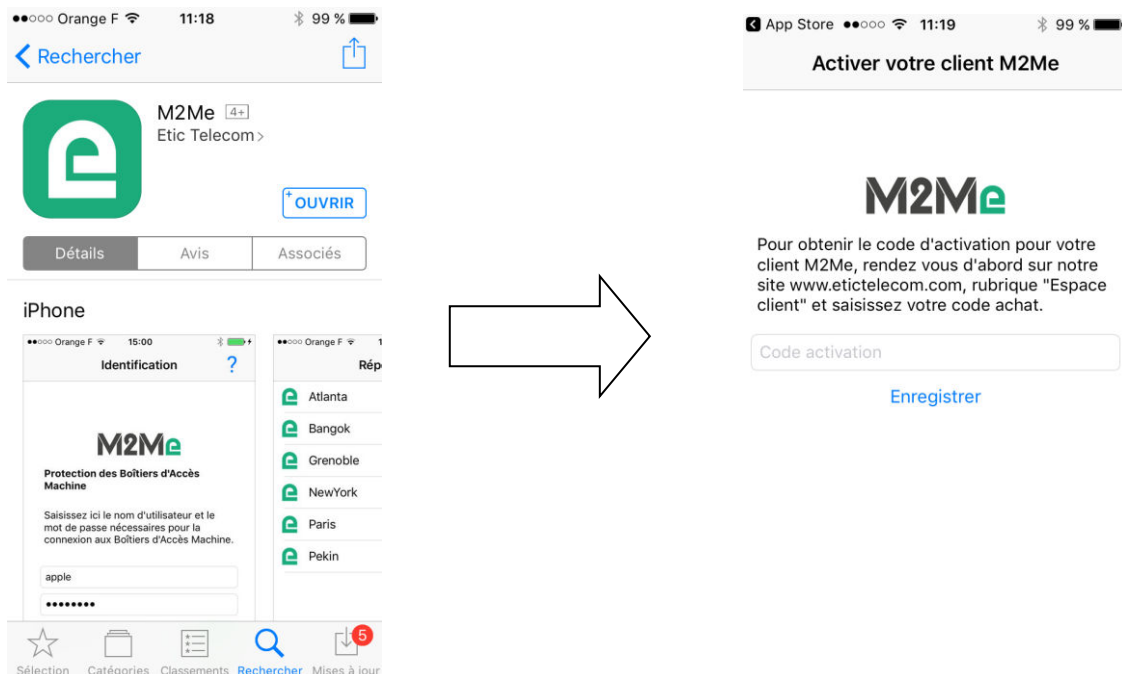 Orange F 11:18 99 %
Rechercher
M2Me 4+
Etic Telecom >
+ OUVRIR
Détails Avis Associés
iPhone
Orange F 15:00
Identification ?
M2Me
Protection des Boîtiers d'Accès
Machine
Saisissez ici le nom d'utilisateur et le
mot de passe nécessaires pour la
connexion aux Boîtiers d'Accès Machine.
apple
••••••••
Orange F 1
Rép
Atlanta
Bangok
Grenoble
NewYork
Paris
Pekin
5
Sélection Catégories Classements Rechercher Mises à jour
App Store 11:19 99 %
Activer votre client M2Me
M2Me
Pour obtenir le code d'activation pour votre
client M2Me, rendez vous d'abord sur notre
site www.etictelecom.com, rubrique "Espace
client" et saisissez votre code achat.
Code activation
Enregistrer